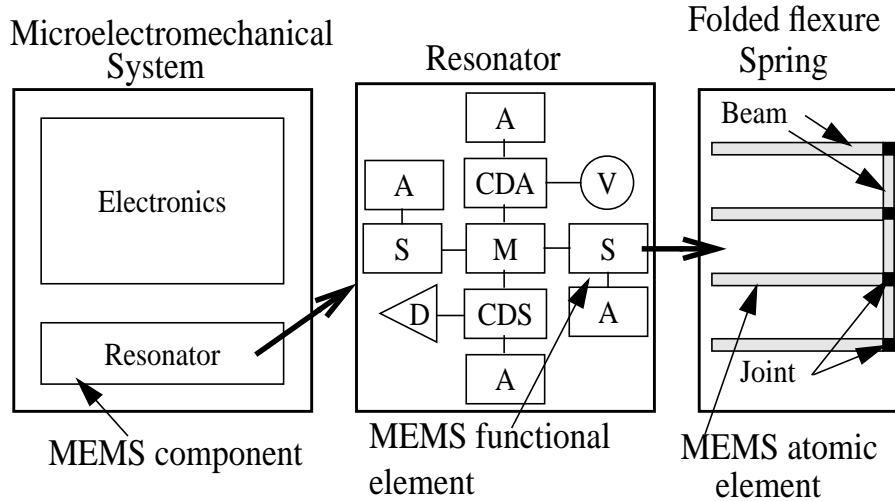 Microelectromechanical
System
Electronics
Resonator
MEMS component
Resonator
A
A
CDA
V
S
M
S
D
CDS
A
A
MEMS functional
element
Folded flexure
Spring
Beam
Joint
MEMS atomic
element